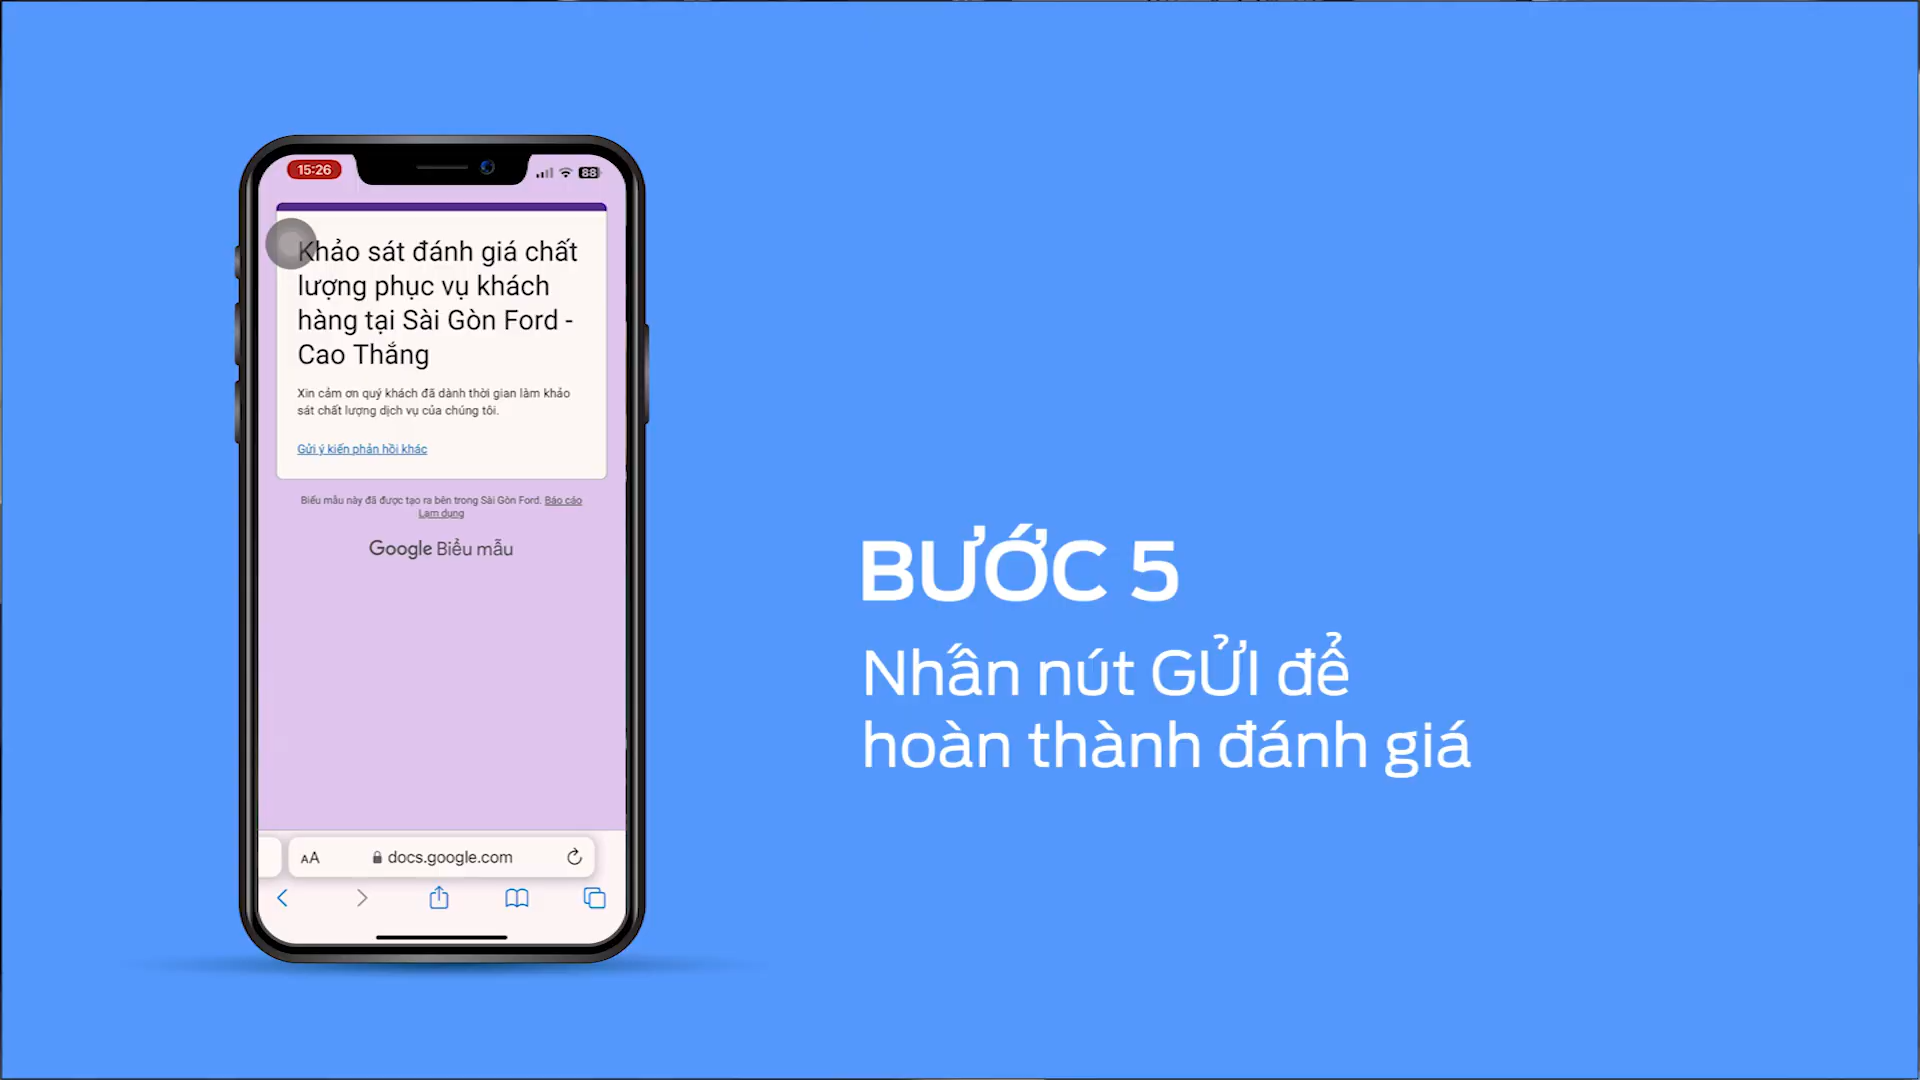 15:26
88
Khảo sát đánh giá chất
lượng phục vụ khách
hàng tại Sài Gòn Ford -
Cao Thắng
Xin cảm ơn quý khách đã dành thời gian làm khảo
sát chất lượng dịch vụ của chúng tôi.
Gửi ý kiến phản hồi khác
Biểu mẫu này đã được tạo ra bên trong Sài Gòn Ford. Báo cáo
Lạm dụng
Google Biểu mẫu
AA
docs.google.com
BƯỚC 5
Nhấn nút GỬI để
hoàn thành đánh giá